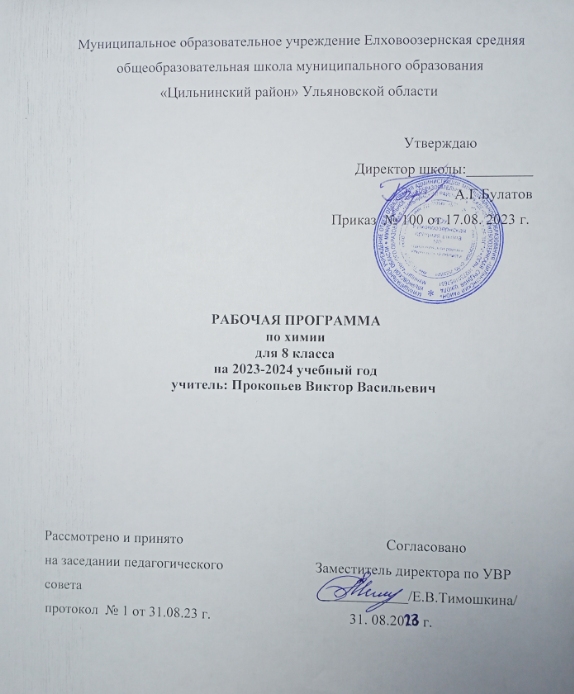 Муниципальное образовательное учреждение Елховоозернская средняя
общеобразовательная школа муниципального образования
«Цильнинский район» Ульяновской области
Утверждаю
Директор школы:_________
А.Г.Булатов
Приказ № 100 от 17.08. 2023 г.
РАБОЧАЯ ПРОГРАММА
по химии
для 8 класса
на 2023-2024 учебный год
учитель: Прокопьев Виктор Васильевич
Рассмотрено и принято
на заседании педагогического
совета
протокол № 1 от 31.08.23 г.
Согласовано
Заместитель директора по УВР
____________/Е.В.Тимошкина/
31. 08.2023 г.